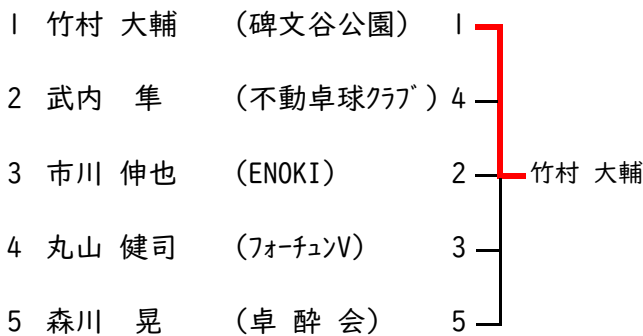 1 竹村 大輔 (碑文谷公園) 1
2 武内 隼 (不動卓球ｸﾗﾌﾞ) 4
3 市川 伸也 (ENOKI) 2 竹村 大輔
4 丸山 健司 (ﾌｫｰﾁｭﾝV) 3
5 森川 晃 (卓 酔 会) 5